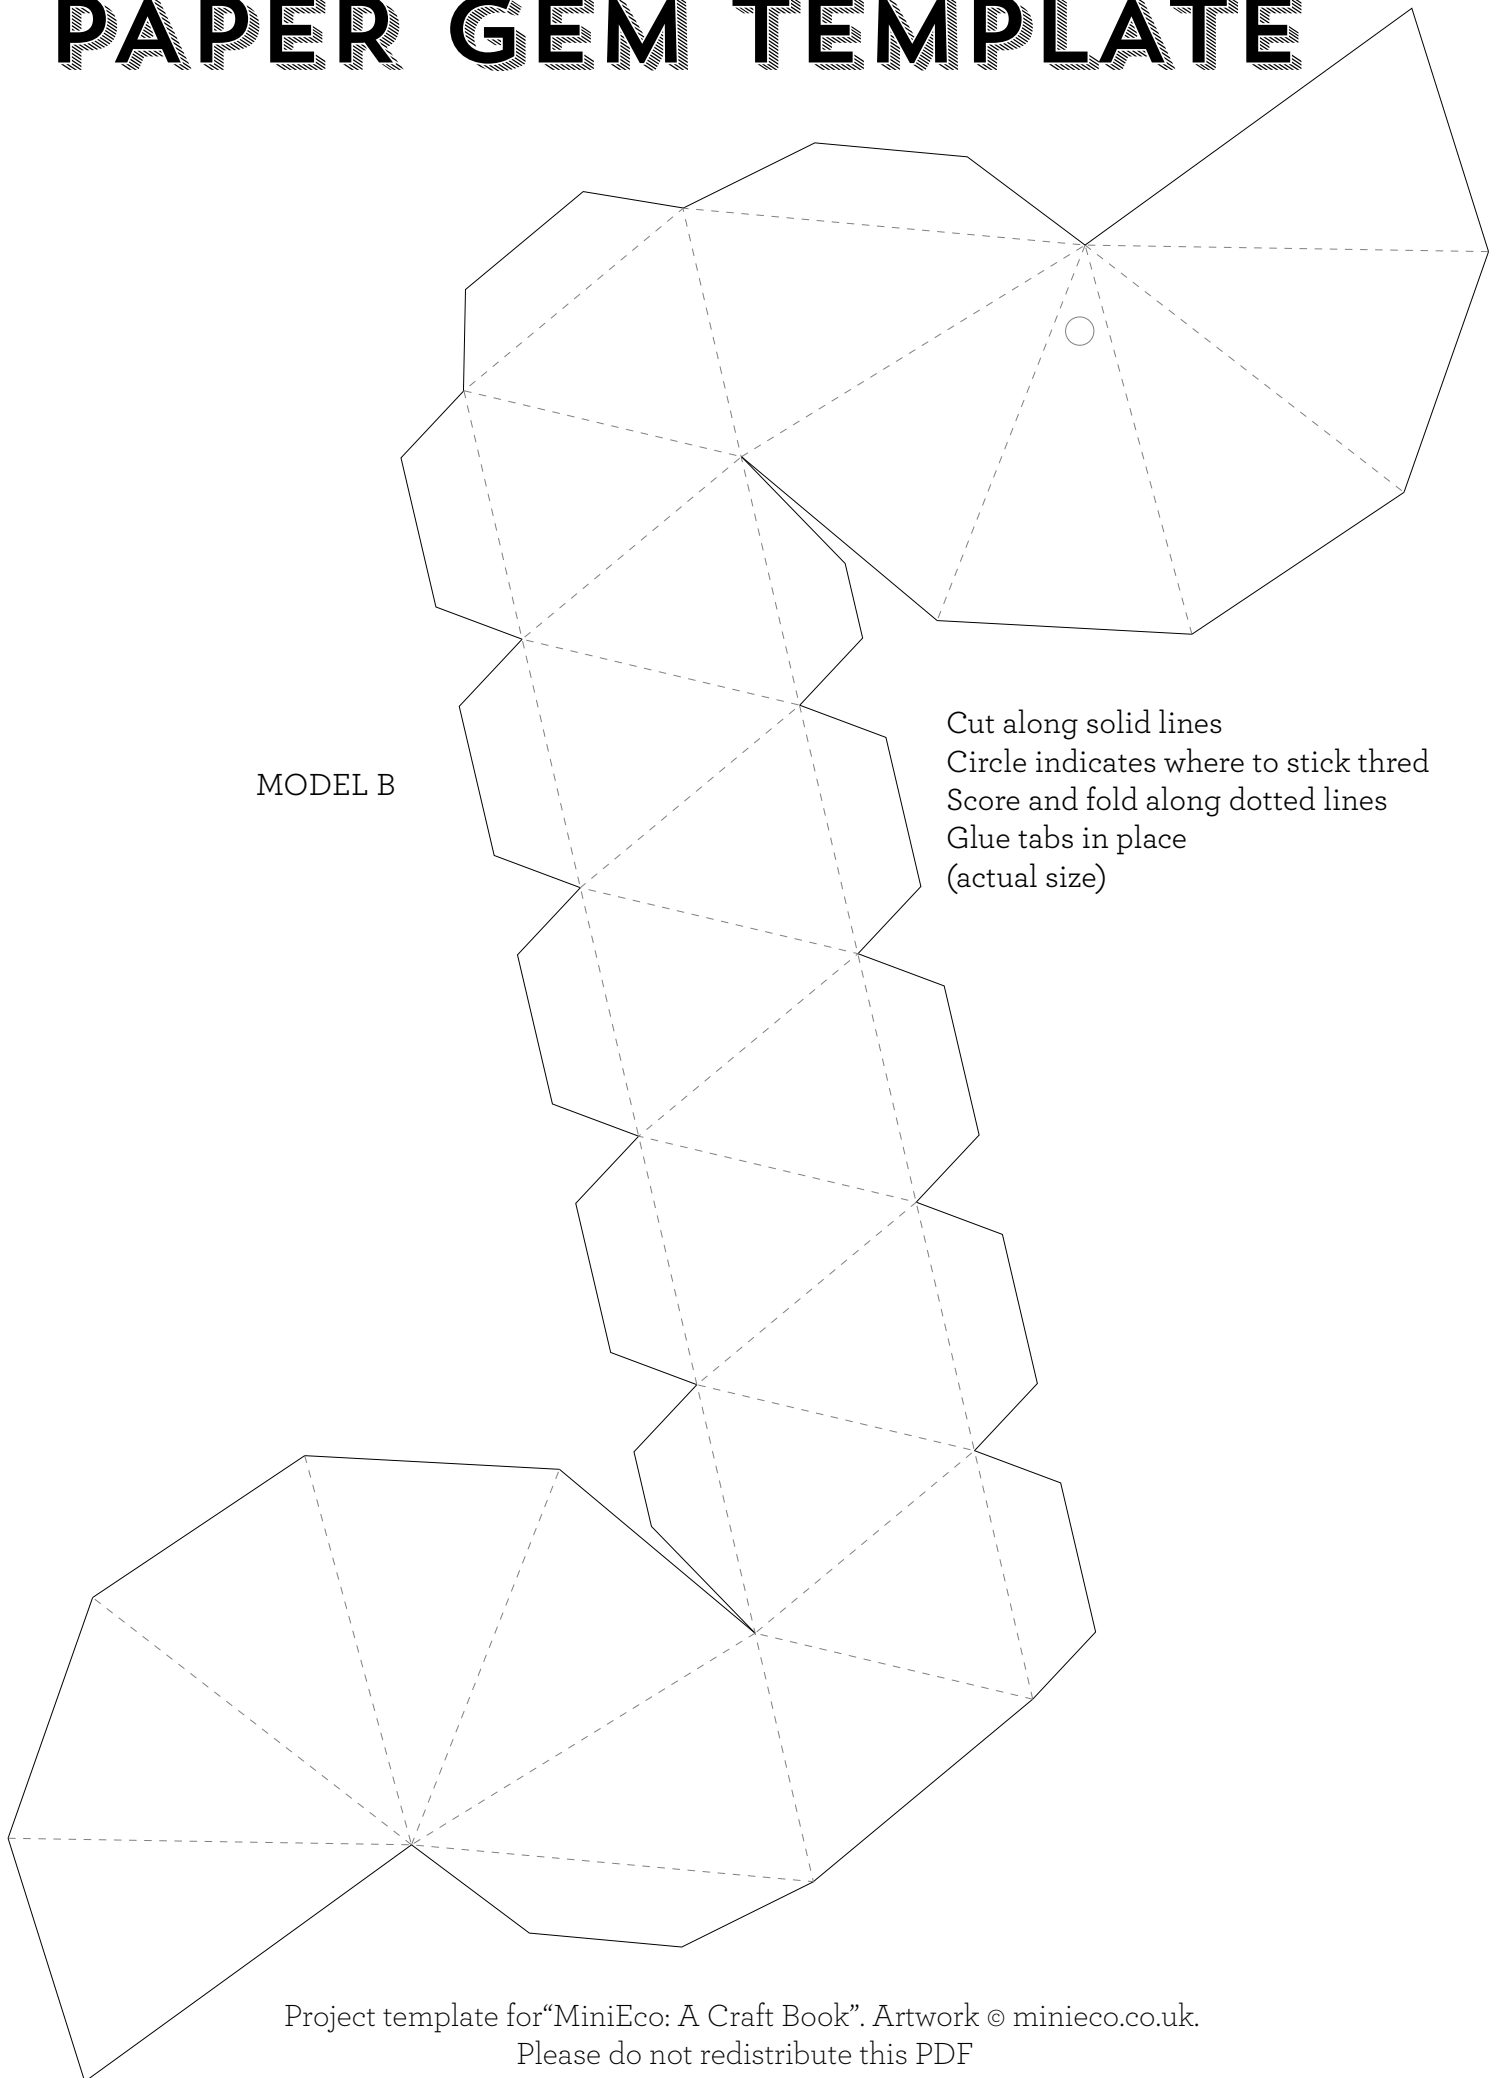 PAPER GEM TEMPLATE
Cut along solid lines
Circle indicates where to stick thred
Score and fold along dotted lines
Glue tabs in place
(actual size)
MODEL B
Project template for“MiniEco: A Craft Book”. Artwork © minieco.co.uk.
Please do not redistribute this PDF